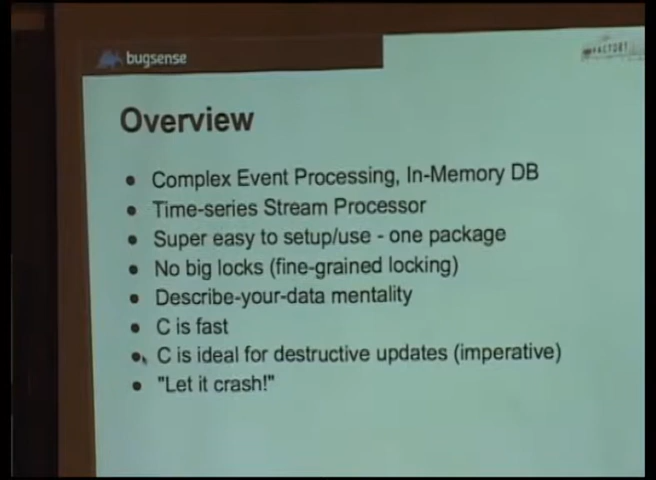 bugsense
FACTORY
Overview
Complex Event Processing, In-Memory DB
Time-series Stream Processor
Super easy to setup/use - one package
No big locks (fine-grained locking)
Describe-your-data mentality
C is fast
C is ideal for destructive updates (imperative)
"Let it crash!"